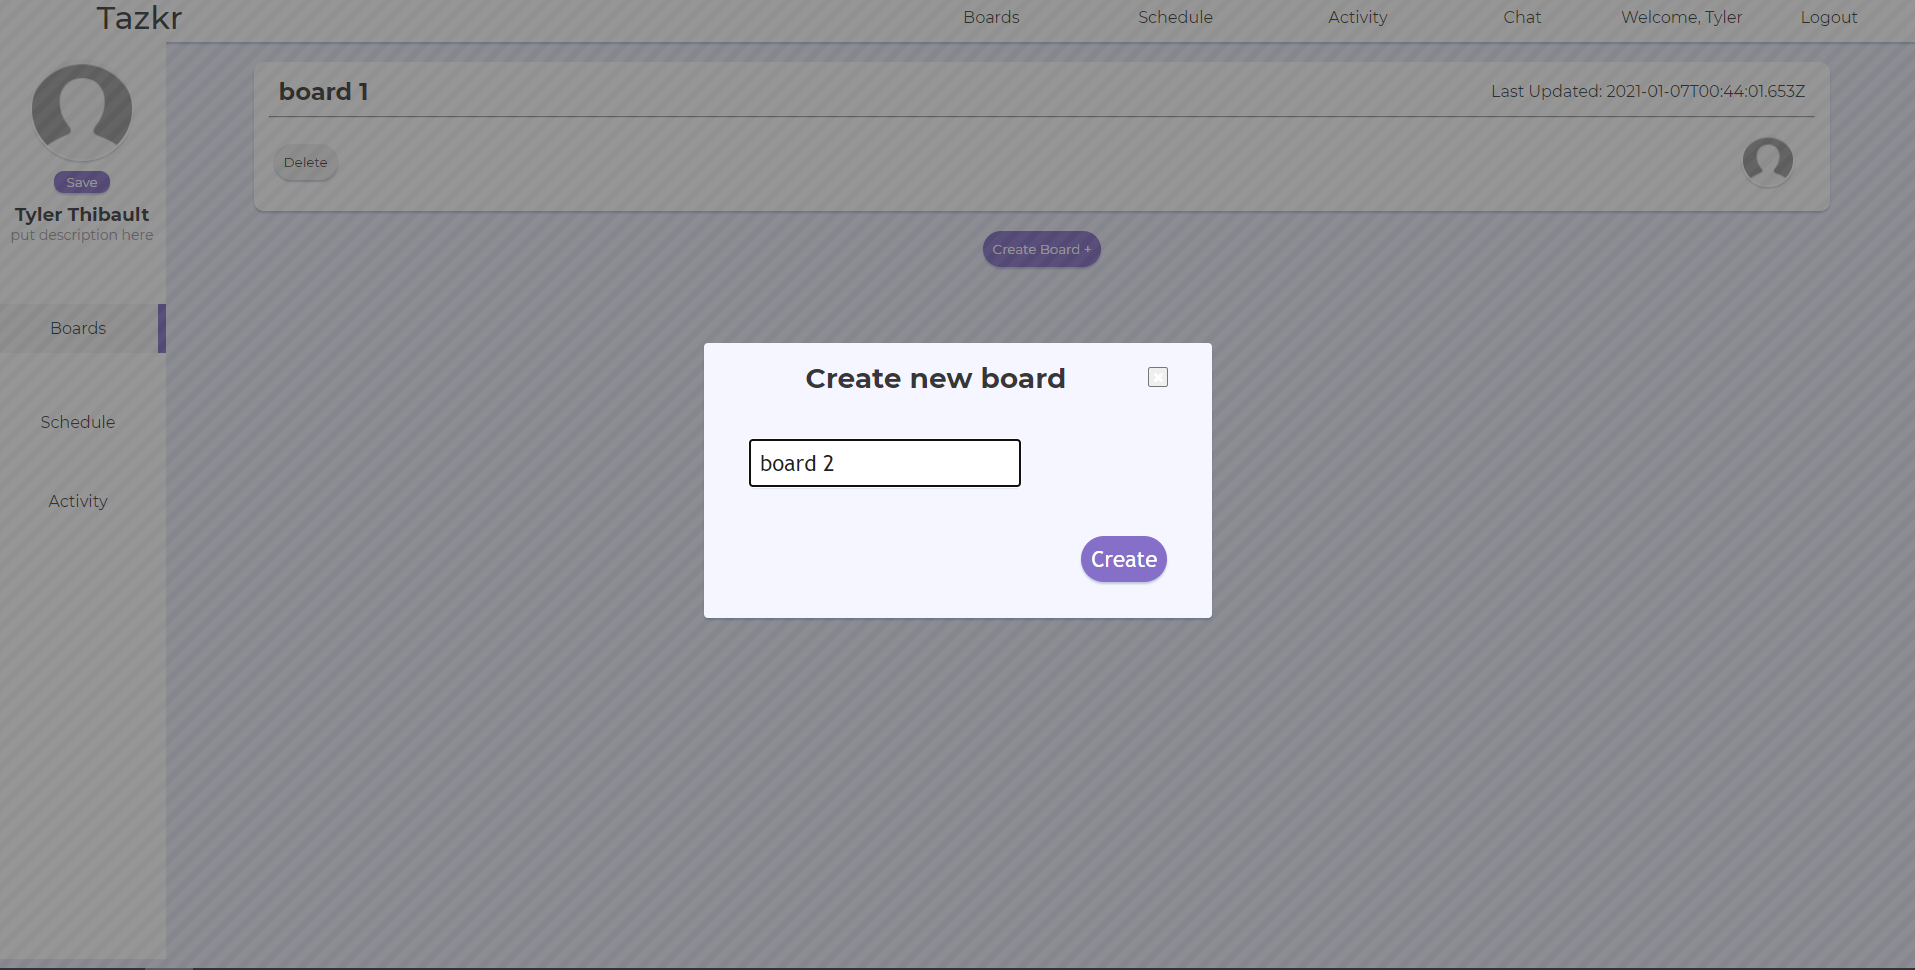 Tazkr
Boards
Schedule
Activity
Chat
Welcome, Tyler
Logout
Save
Tyler Thibault
put description here
Boards
Schedule
Activity
board 1
Last Updated: 2021-01-07T00:44:01.653Z
Delete
Create Board +
Create new board
x
board 2
Create